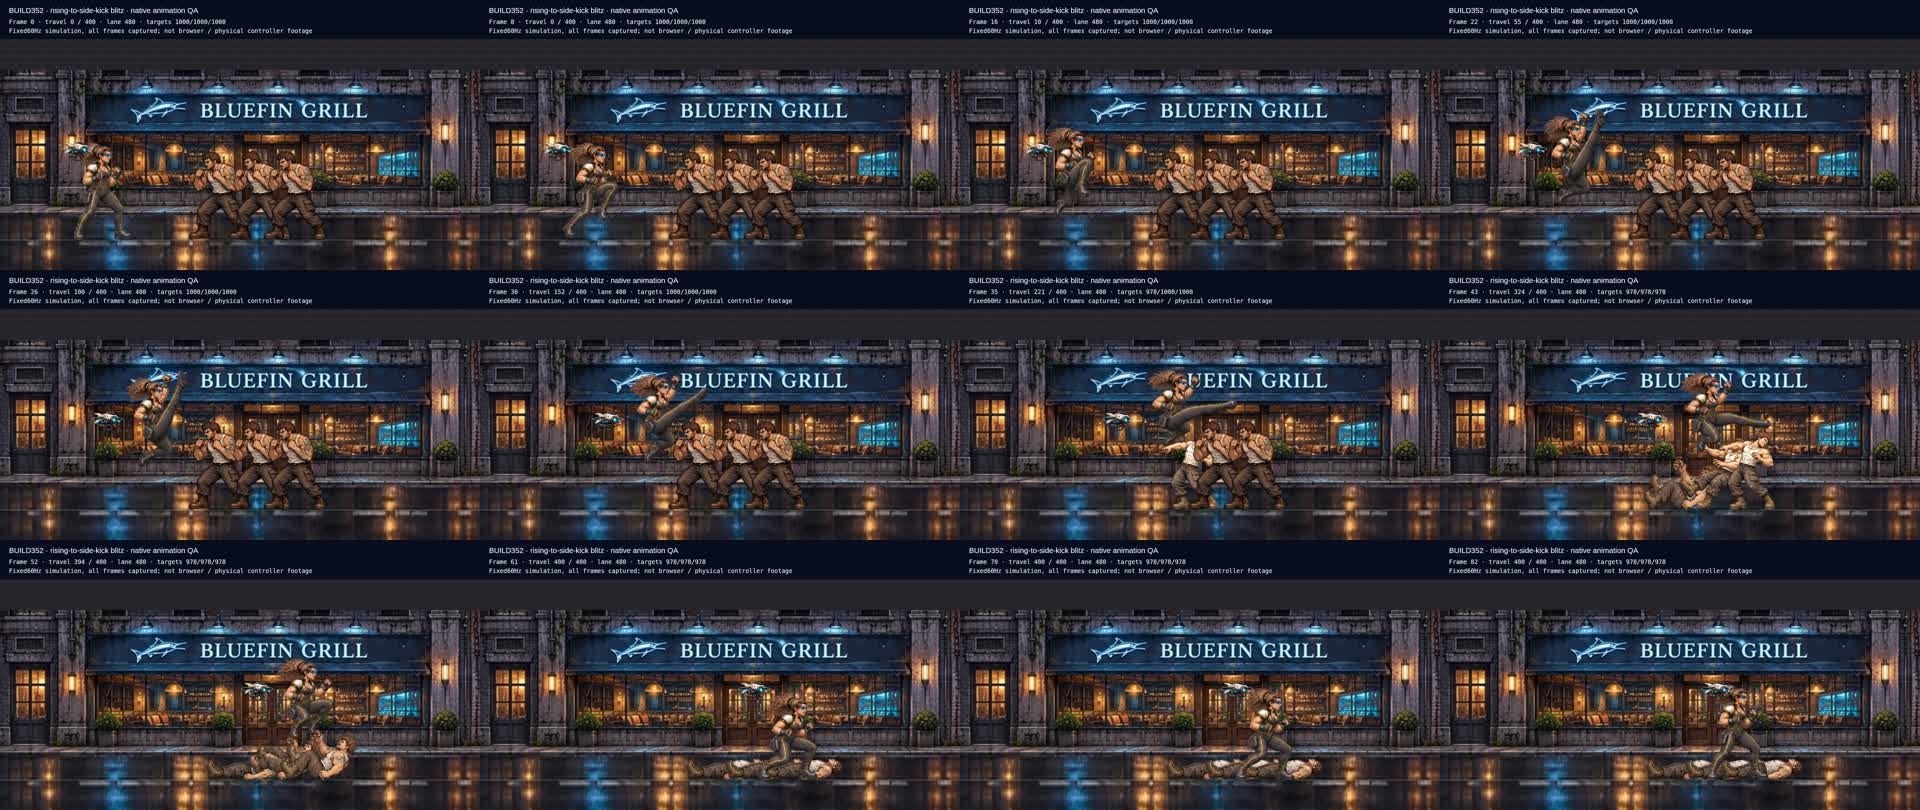 BUILD352 · rising-to-side-kick blitz · native animation QA
Frame 0 · travel 0 / 400 · lane 480 · targets 1000/1000/1000
Fixed60Hz simulation, all frames captured; not browser / physical controller footage
BLUEFIN GRILL
BUILD352 · rising-to-side-kick blitz · native animation QA
Frame 8 · travel 0 / 400 · lane 480 · targets 1000/1000/1000
Fixed60Hz simulation, all frames captured; not browser / physical controller footage
BLUEFIN GRILL
BUILD352 · rising-to-side-kick blitz · native animation QA
Frame 16 · travel 10 / 400 · lane 480 · targets 1000/1000/1000
Fixed60Hz simulation, all frames captured; not browser / physical controller footage
BLUEFIN GRILL
BUILD352 · rising-to-side-kick blitz · native animation QA
Frame 22 · travel 55 / 400 · lane 480 · targets 1000/1000/1000
Fixed60Hz simulation, all frames captured; not browser / physical controller footage
BLUEFIN GRILL
BUILD352 · rising-to-side-kick blitz · native animation QA
Frame 26 · travel 100 / 400 · lane 480 · targets 1000/1000/1000
Fixed60Hz simulation, all frames captured; not browser / physical controller footage
BLUEFIN GRILL
BUILD352 · rising-to-side-kick blitz · native animation QA
Frame 30 · travel 152 / 400 · lane 480 · targets 1000/1000/1000
Fixed60Hz simulation, all frames captured; not browser / physical controller footage
BLUEFIN GRILL
BUILD352 · rising-to-side-kick blitz · native animation QA
Frame 35 · travel 221 / 400 · lane 480 · targets 978/1000/1000
Fixed60Hz simulation, all frames captured; not browser / physical controller footage
UEFIN GRILL
BUILD352 · rising-to-side-kick blitz · native animation QA
Frame 43 · travel 324 / 400 · lane 480 · targets 978/978/978
Fixed60Hz simulation, all frames captured; not browser / physical controller footage
BLU N GRILL
BUILD352 · rising-to-side-kick blitz · native animation QA
Frame 52 · travel 394 / 400 · lane 480 · targets 978/978/978
Fixed60Hz simulation, all frames captured; not browser / physical controller footage
BLUEFIN GRILL
BUILD352 · rising-to-side-kick blitz · native animation QA
Frame 61 · travel 400 / 400 · lane 480 · targets 978/978/978
Fixed60Hz simulation, all frames captured; not browser / physical controller footage
BLUEFIN GRILL
BUILD352 · rising-to-side-kick blitz · native animation QA
Frame 70 · travel 400 / 400 · lane 480 · targets 978/978/978
Fixed60Hz simulation, all frames captured; not browser / physical controller footage
BLUEFIN GRILL
BUILD352 · rising-to-side-kick blitz · native animation QA
Frame 82 · travel 400 / 400 · lane 480 · targets 978/978/978
Fixed60Hz simulation, all frames captured; not browser / physical controller footage
BLUEFIN GRILL